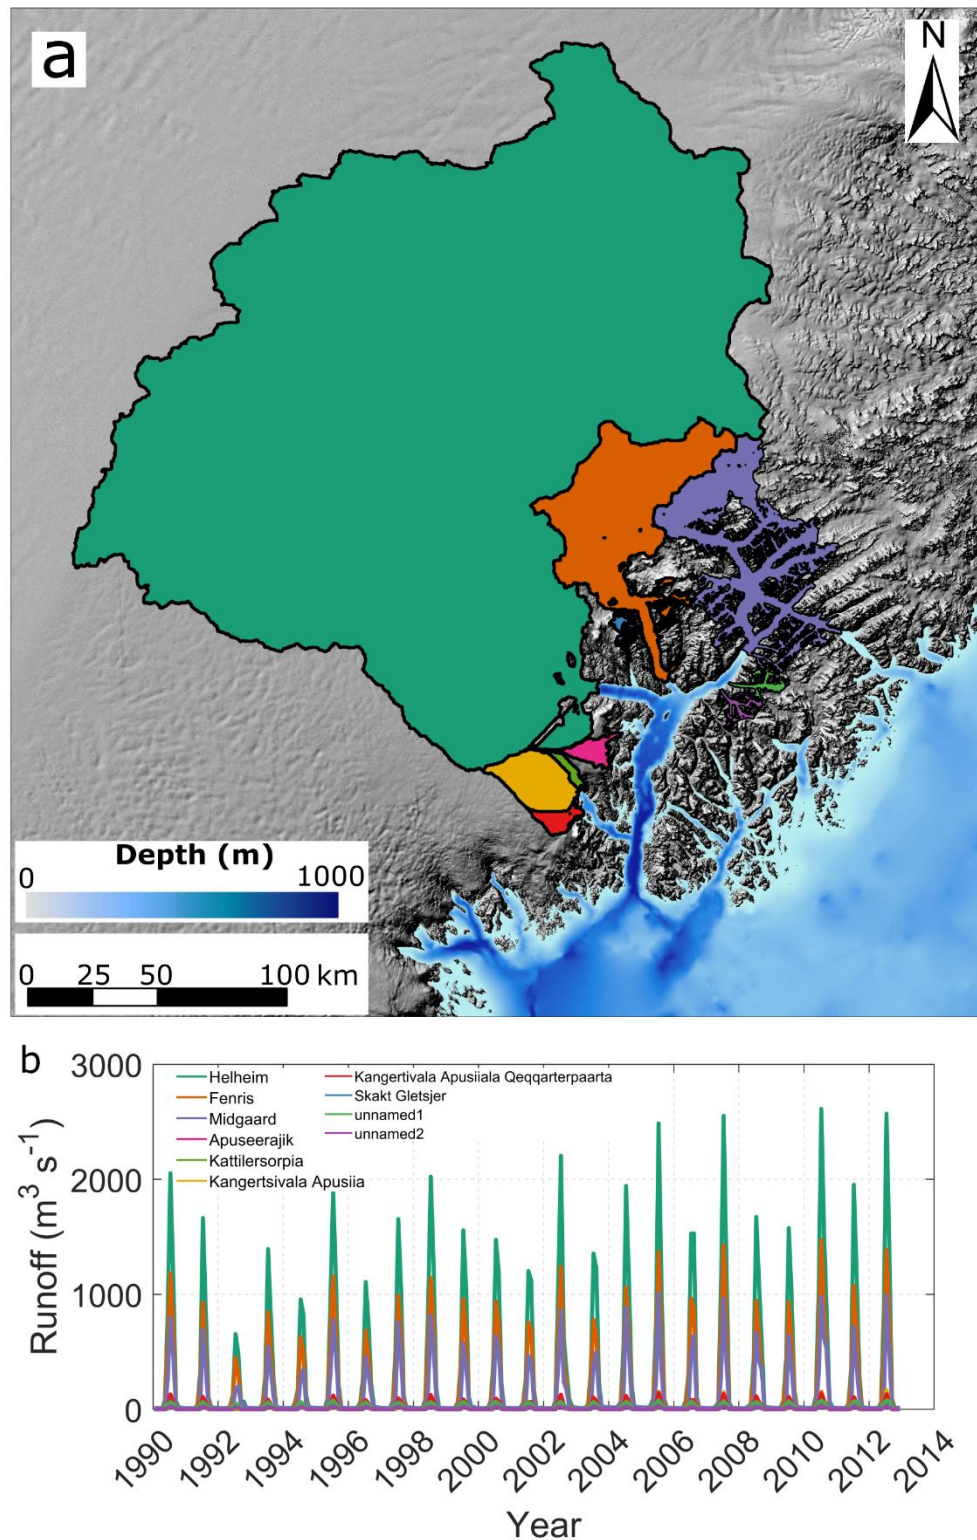 a
N
Depth (m)
0 1000
0 25 50 100 km
b
3000
2000
1000
0
Runoff (m³ s⁻¹)
Helheim
Fenris
Midgaard
Apuseerajik
Kattilersorpia
Kangertsivala Apusiia
Kangertivala Apusiiala Qeqqarterpaarta
Skakt Gletsjer
unnamed1
unnamed2
1990 1992 1994 1996 1998 2000 2002 2004 2006 2008 2010 2012 2014
Year